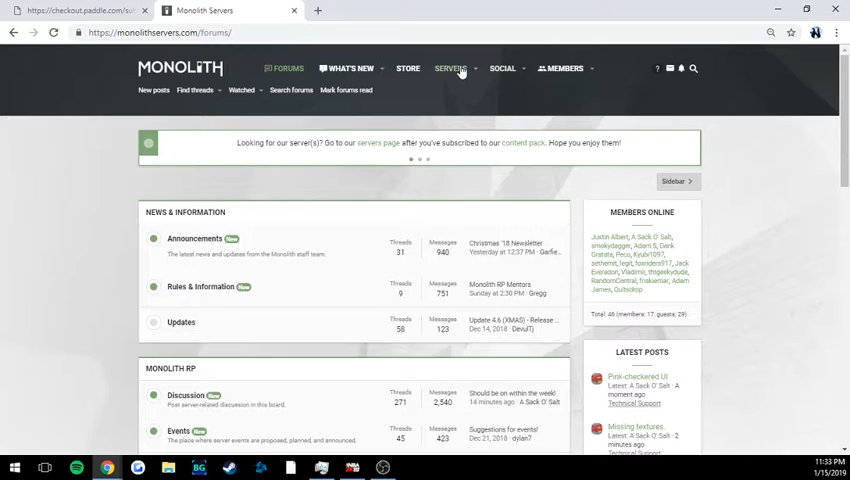 https://checkout.paddle.com/su
Monolith Servers
https://monolithservers.com/forums/
MONOLITH
FORUMS
WHAT'S NEW
STORE
SERVERS
SOCIAL
MEMBERS
New posts
Find threads
Watched
Search forums
Mark forums read
Looking for our server(s)? Go to our servers page after you've subscribed to our content pack. Hope you enjoy them!
Sidebar
NEWS & INFORMATION
Announcements New
The latest news and updates from the Monolith staff team.
Threads
31
Messages
940
Christmas '18 Newsletter
Yesterday at 12:37 PM · Garfie...
Rules & Information New
Threads
9
Messages
751
Monolith RP Mentors
Sunday at 2:30 PM · Gregg
Updates
Threads
58
Messages
123
Update 4.6 (XMAS) - Release ...
Dec 14, 2018 · DevulTj
MONOLITH RP
Discussion New
Post server-related discussion in this board.
Threads
271
Messages
2,540
Should be on within the week!
14 minutes ago · A Sack O' Salt
Events New
The place where server events are proposed, planned, and announced.
Threads
45
Messages
423
Suggestions for events!
Dec 21, 2018 · dylan7
MEMBERS ONLINE
Justin Albert, A Sack O' Salt,
smokydagger, Adam S, Dank
Gratata, Peco, Kyubi1097,
sethemit, legit, foxriders917, Jack
Everadon, Vladimir, thtgeekydude,
RandomCentral, friskiemar, Adam
James, Quitsdrop
Total: 46 (members: 17, guests: 29)
LATEST POSTS
Pink-checkered UI
Latest: A Sack O' Salt · A
moment ago
Technical Support
Missing textures.
Latest: A Sack O' Salt · 2
minutes ago
Technical Support
BG
11:33 PM
1/15/2019